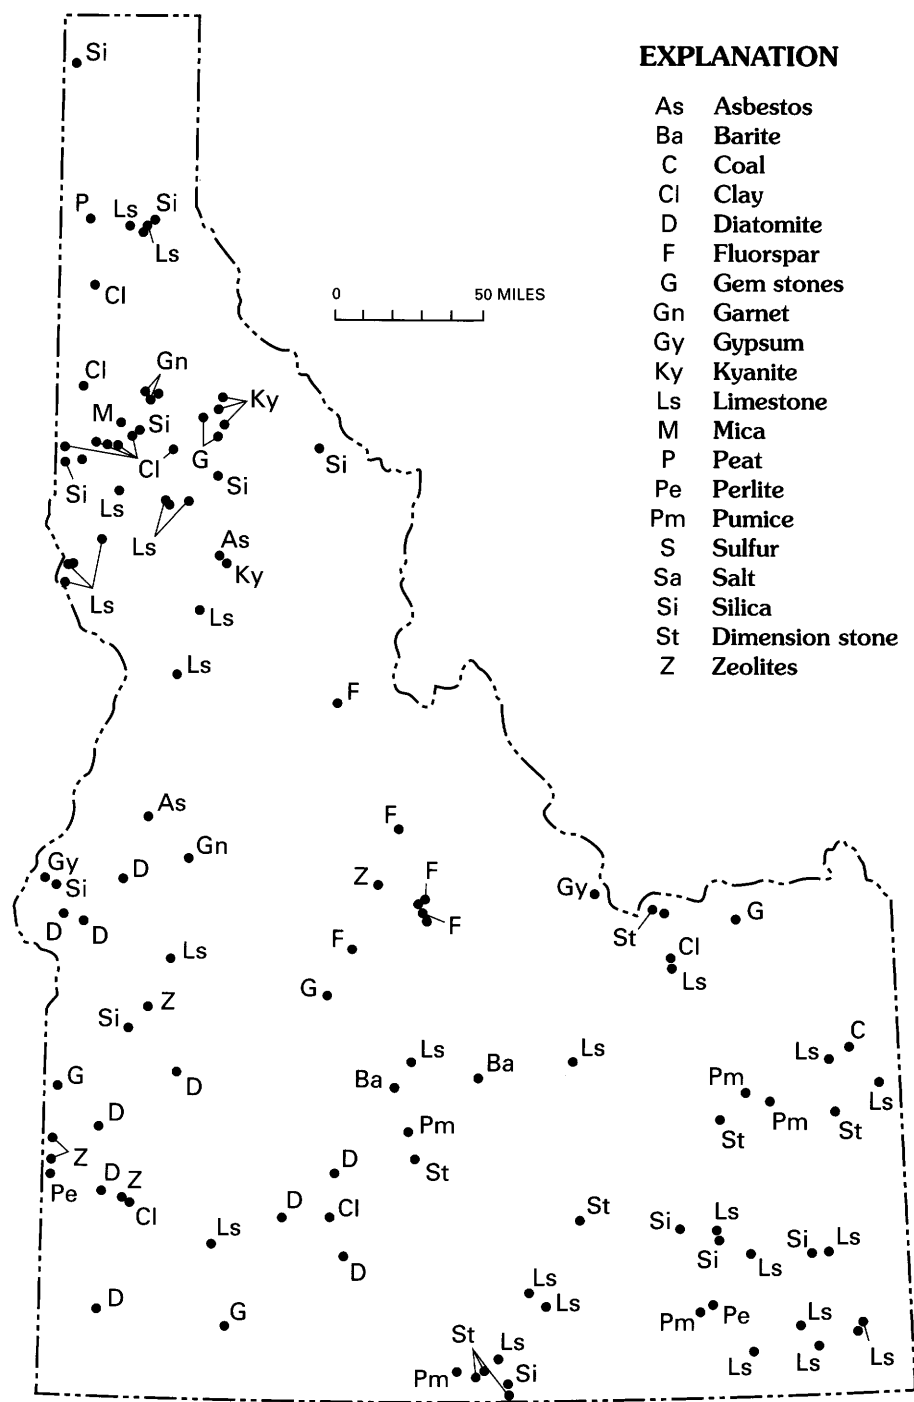 EXPLANATION
As Asbestos
Ba Barite
C Coal
Cl Clay
D Diatomite
F Fluorspar
G Gem stones
Gn Garnet
Gy Gypsum
Ky Kyanite
Ls Limestone
M Mica
P Peat
Pe Perlite
Pm Pumice
S Sulfur
Sa Salt
Si Silica
St Dimension stone
Z Zeolites
0 50 MILES
Si
P Ls Si
Ls
Cl
Cl Gn
Ky
M Si
G
Cl Si
Si Si
Ls
Ls
As
Ky
Ls
Ls
Ls
F
As
F
Gn
Gy Si D
Z F
Gy
D D
F
St G
Ls F
Cl
Ls
G
Z
Si
C
Ls Ls Ls
G D Ba Ba
Ls
Pm
Pm
D Pm St
St
Z D St
Pe D Z
Cl
D Cl St
Ls Si Ls
Si Ls
Si Ls
D
Ls
Ls
D G
Pm Pe Ls
St Ls
Ls Ls Ls
Pm Si